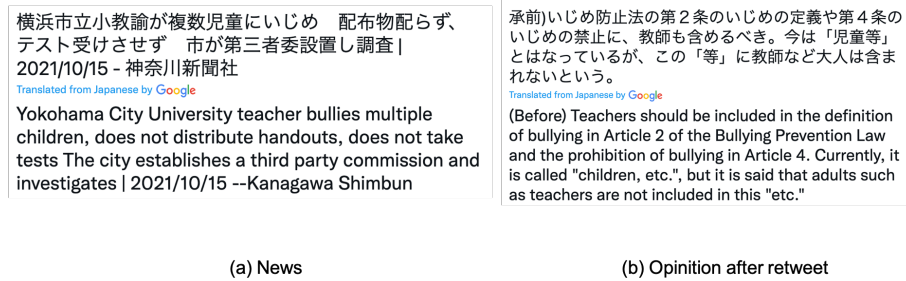 横浜市立小教諭が複数児童にいじめ　配布物配らず、
テスト受けさせず　市が第三者委設置し調査 |
2021/10/15 - 神奈川新聞社
Translated from Japanese by Google
Yokohama City University teacher bullies multiple
children, does not distribute handouts, does not take
tests The city establishes a third party commission and
investigates | 2021/10/15 --Kanagawa Shimbun
(a) News
承前)いじめ防止法の第２条のいじめの定義や第４条の
いじめの禁止に、教師も含めるべき。今は「児童等」
とはなっているが、この「等」に教師など大人は含ま
れないという。
Translated from Japanese by Google
(Before) Teachers should be included in the definition
of bullying in Article 2 of the Bullying Prevention Law
and the prohibition of bullying in Article 4. Currently, it
is called "children, etc.", but it is said that adults such
as teachers are not included in this "etc."
(b) Opinition after retweet